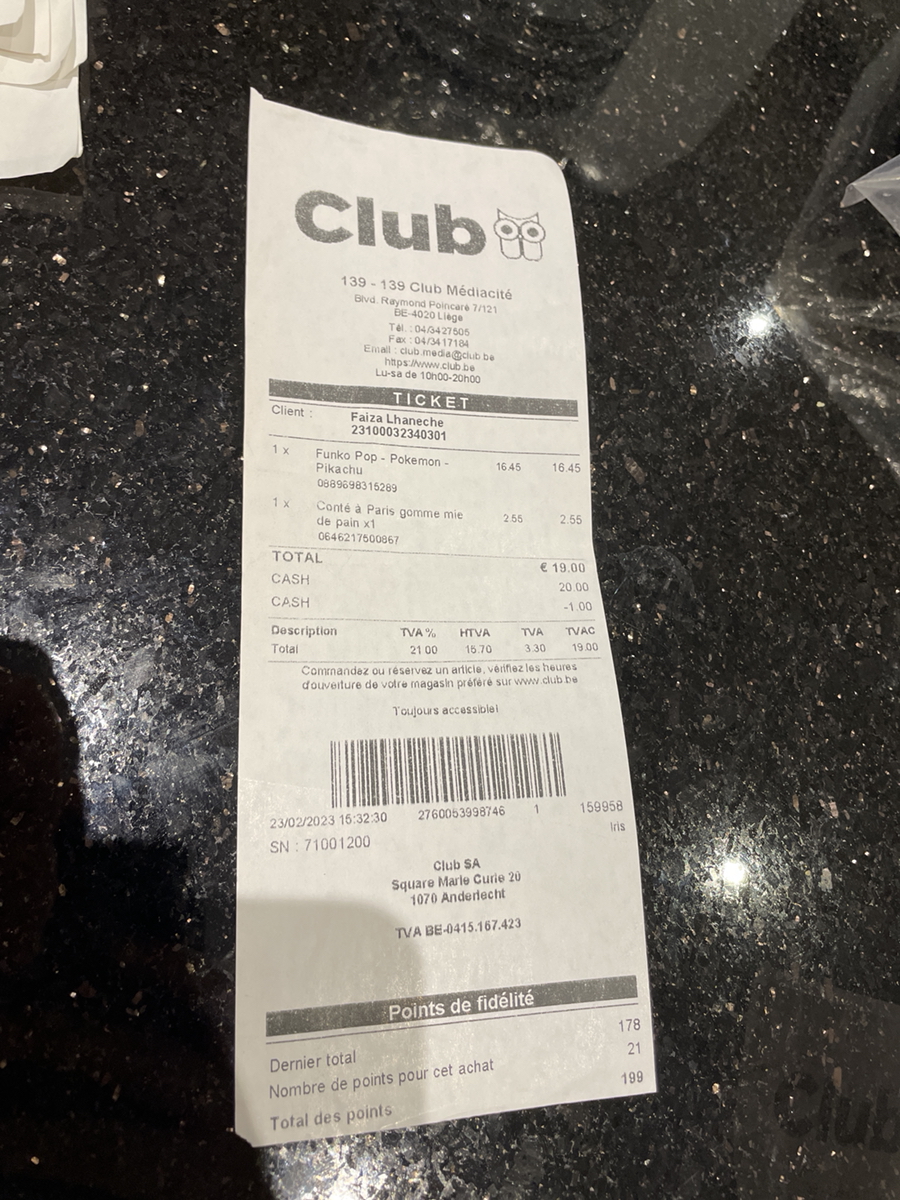 Club
139 - 139 Club Médiacité
Blvd. Raymond Poincaré 7/121
BE-4020 Liège
Tél. : 04/3427505
Fax : 04/3417184
Email : club.media@club.be
https://www.club.be
Lu-sa de 10h00-20h00
TICKET
Client : Faiza Lhaneche
23100032340301
1 x Funko Pop - Pokemon - 16.45 16.45
Pikachu
0889698315289
1 x Conté à Paris gomme mie 2.55 2.55
de pain x1
0646217500867
TOTAL € 19.00
CASH 20.00
CASH -1.00
Description TVA % HTVA TVA TVAC
Total 21.00 15.70 3.30 19.00
Commandez ou réservez un article, vérifiez les heures
d'ouverture de votre magasin préféré sur www.club.be
Toujours accessible!
23/02/2023 15:32:30 2760053998746 1 159958
SN : 71001200 Iris
Club SA
Square Marie Curie 20
1070 Anderlecht
TVA BE-0415.167.423
Points de fidélité
Dernier total 178
Nombre de points pour cet achat 21
Total des points 199
Club